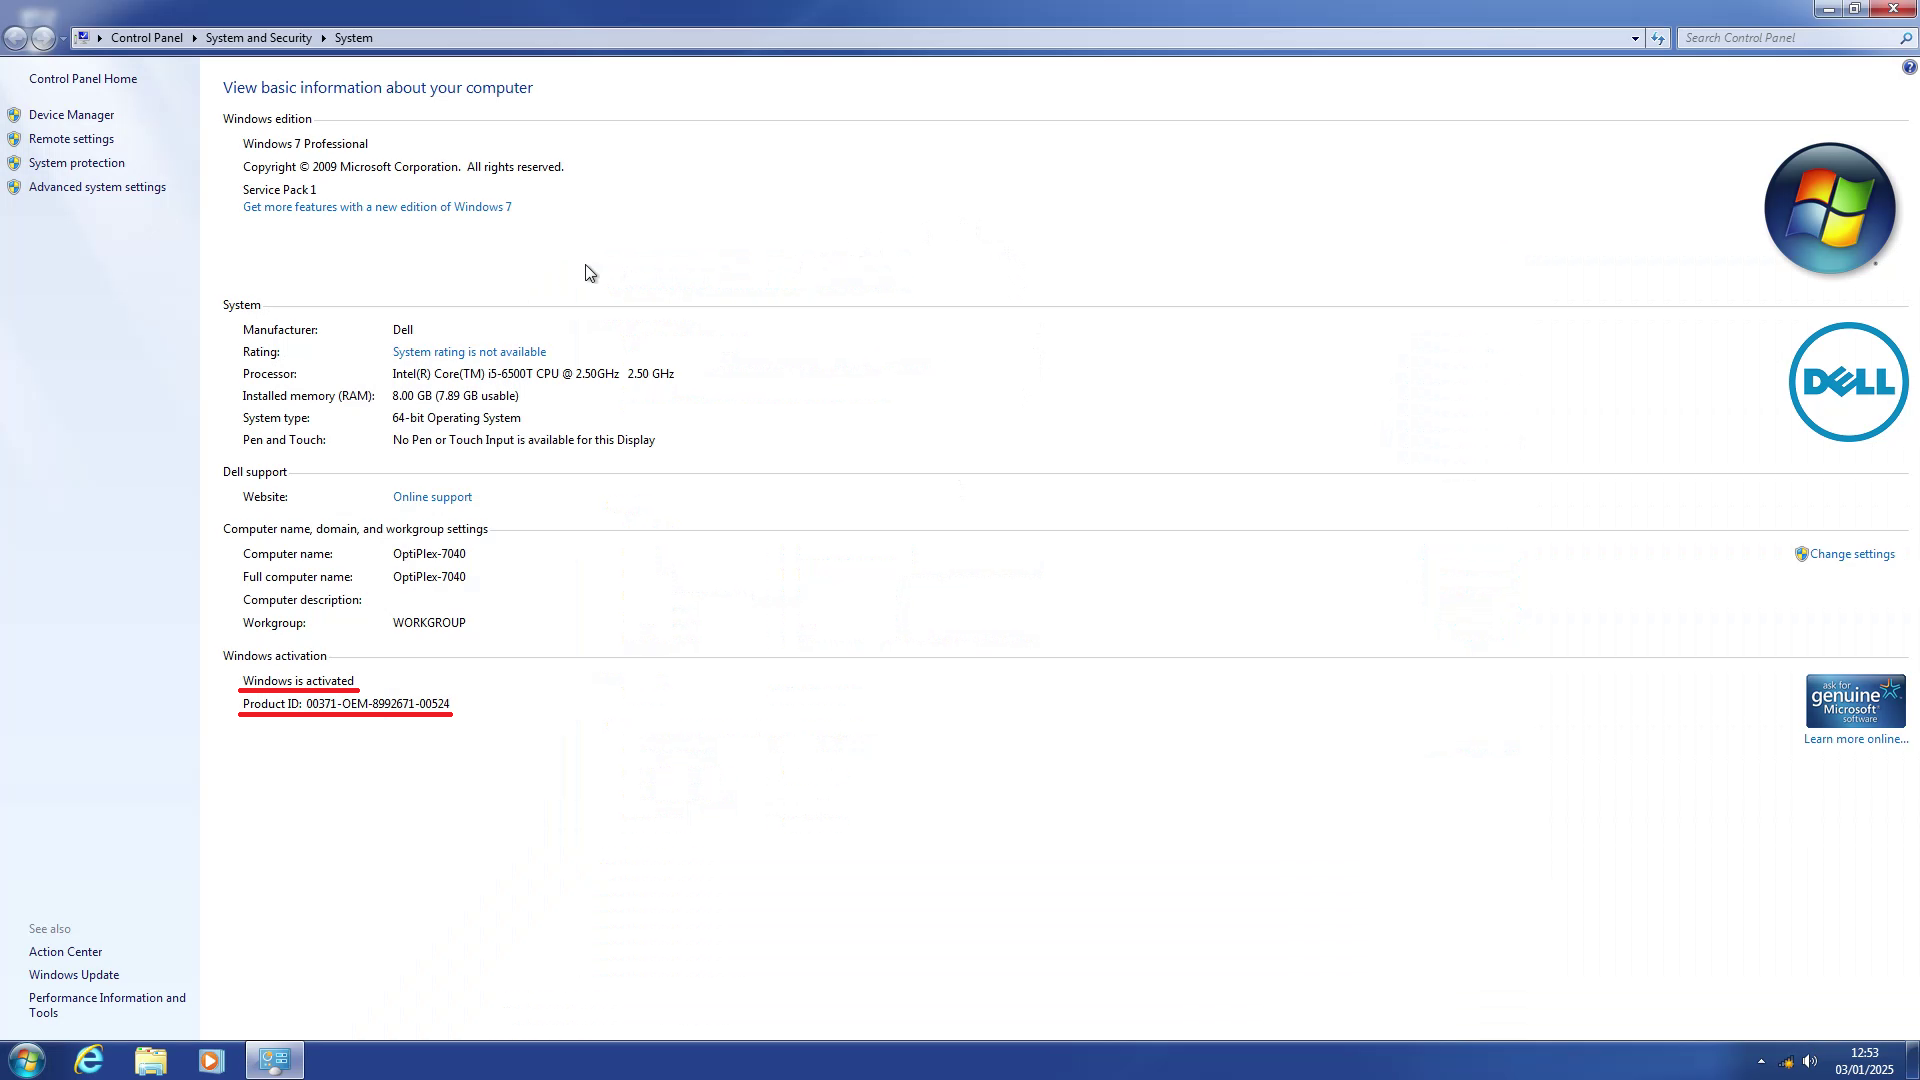 Control Panel
System and Security
System
Search Control Panel
Control Panel Home
Device Manager
Remote settings
System protection
Advanced system settings
View basic information about your computer
Windows edition
Windows 7 Professional
Copyright © 2009 Microsoft Corporation.  All rights reserved.
Service Pack 1
Get more features with a new edition of Windows 7
System
Manufacturer: Dell
Rating: System rating is not available
Processor: Intel(R) Core(TM) i5-6500T CPU @ 2.50GHz   2.50 GHz
Installed memory (RAM): 8.00 GB (7.89 GB usable)
System type: 64-bit Operating System
Pen and Touch: No Pen or Touch Input is available for this Display
DELL
Dell support
Website: Online support
Computer name, domain, and workgroup settings
Computer name: OptiPlex-7040
Change settings
Full computer name: OptiPlex-7040
Computer description:
Workgroup: WORKGROUP
Windows activation
Windows is activated
Product ID: 00371-OEM-8992671-00524
ask for
genuine
Microsoft
software
Learn more online...
See also
Action Center
Windows Update
Performance Information and
Tools
12:53
03/01/2025